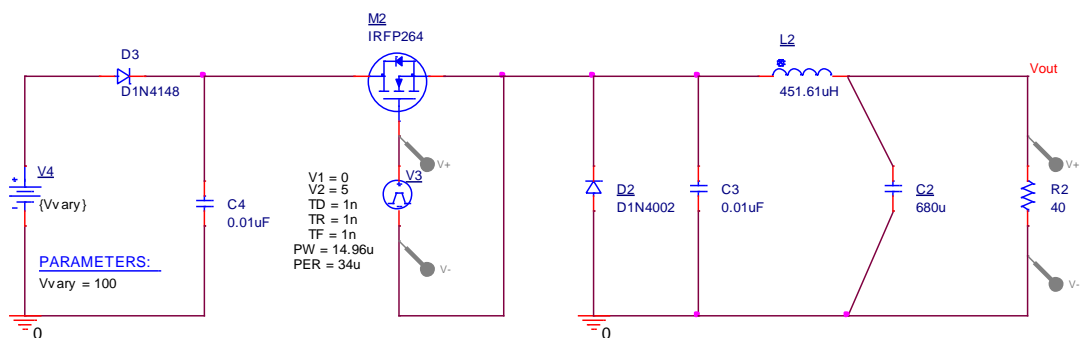 M2
IRFP264
D3
D1N4148
L2
451.61uH
Vout
V4
{Vvary}
C4
0.01uF
V+
V3
V1 = 0
V2 = 5
TD = 1n
TR = 1n
TF = 1n
PW = 14.96u
PER = 34u
V-
D2
D1N4002
C3
0.01uF
C2
680u
V+
R2
40
V-
PARAMETERS:
Vvary = 100
0
0